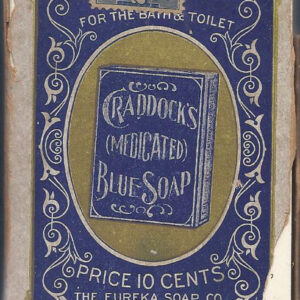 FOR THE BATH & TOILET
CRADDOCK'S
(MEDICATED)
BLUE-SOAP
PRICE 10 CENTS
THE EUREKA SOAP CO.